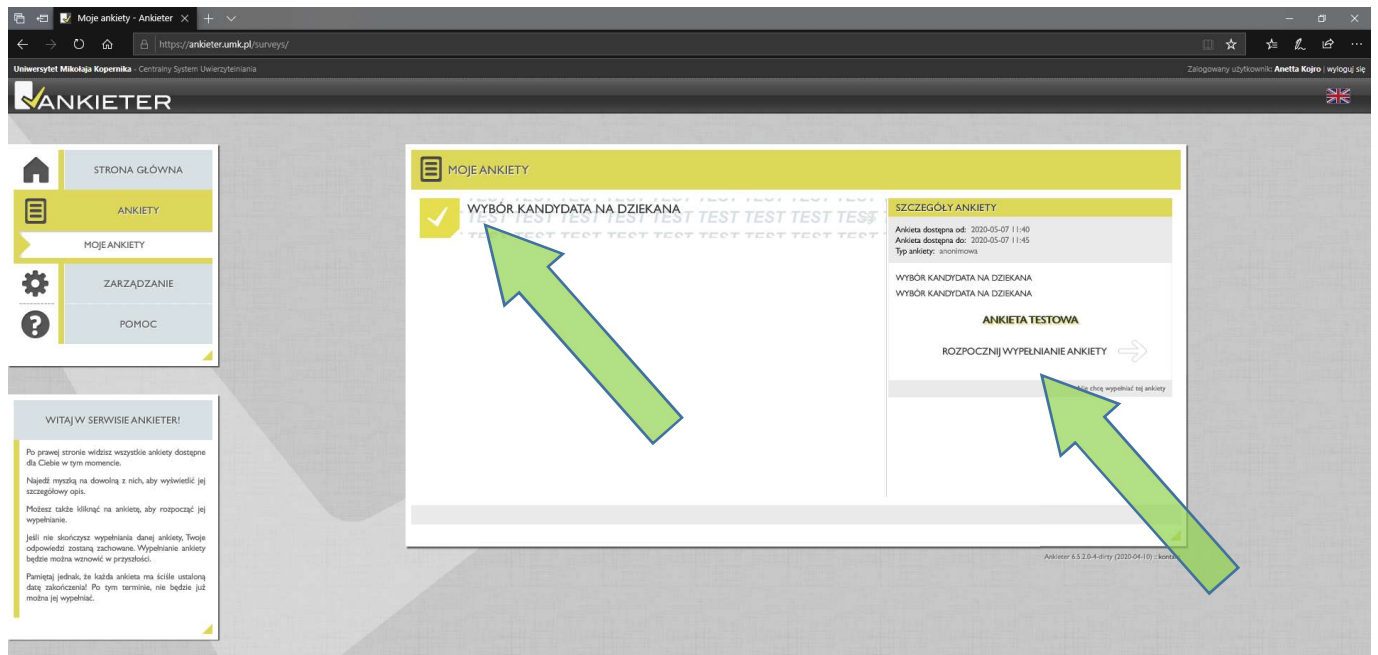 Moje ankiety - Ankieter
https://ankieter.umk.pl/surveys/
Uniwersytet Mikołaja Kopernika - Centralny System Uwierzytelniania
Zalogowany użytkownik: Anetta Kojro | wyloguj się
ANKIETER
STRONA GŁÓWNA
ANKIETY
MOJE ANKIETY
ZARZĄDZANIE
POMOC
WITAJ W SERWISIE ANKIETER!
Po prawej stronie widzisz wszystkie ankiety dostępne
dla Ciebie w tym momencie.
Najedź myszką na dowolną z nich, aby wyświetlić jej
szczegółowy opis.
Możesz także kliknąć na ankietę, aby rozpocząć jej
wypełnianie.
Jeśli nie skończysz wypełniania danej ankiety, Twoje
odpowiedzi zostaną zachowane. Wypełnianie ankiety
będzie można wznowić w przyszłości.
Pamiętaj jednak, że każda ankieta ma ściśle ustaloną
datę zakończenia! Po tym terminie, nie będzie już
można jej wypełniać.
MOJE ANKIETY
WYBÓR KANDYDATA NA DZIEKANA
TEST TEST TEST TEST TEST TEST TEST TEST
SZCZEGÓŁY ANKIETY
Ankieta dostępna od: 2020-05-07 11:40
Ankieta dostępna do: 2020-05-07 11:45
Typ ankiety: anonimowa
WYBÓR KANDYDATA NA DZIEKANA
WYBÓR KANDYDATA NA DZIEKANA
ANKIETA TESTOWA
ROZPOCZNIJ WYPEŁNIANIE ANKIETY
Nie chcę wypełniać tej ankiety
Ankieter 6.5.2.0-4-dirty (2020-04-10) ::kontakt